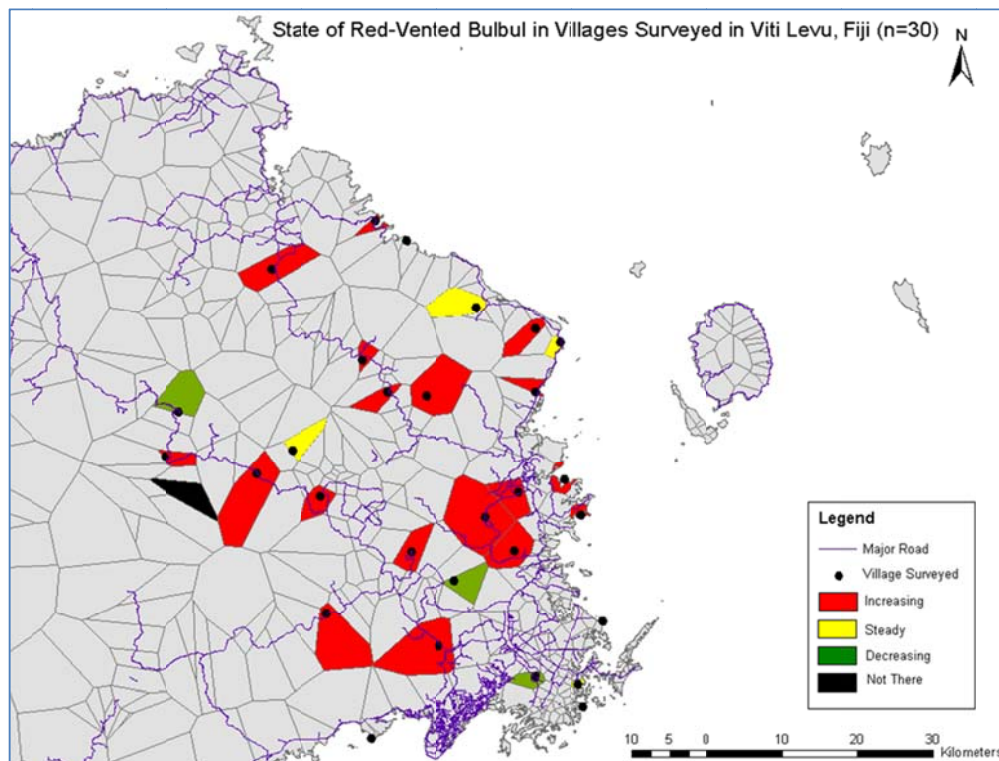 State of Red-Vented Bulbul in Villages Surveyed in Viti Levu, Fiji (n=30)
N
Legend
Major Road
Village Surveyed
Increasing
Steady
Decreasing
Not There
10 5 0 10 20 30
Kilometers